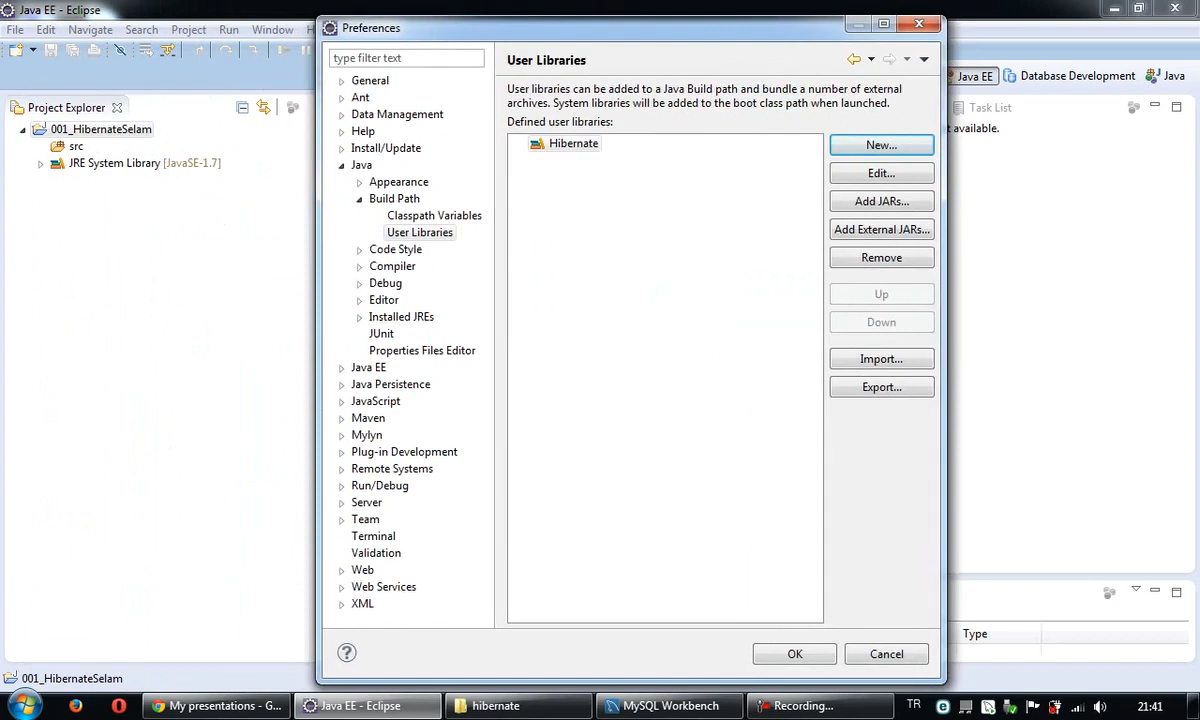 Java EE - Eclipse
File Edit Navigate Search Project Run Window H
Java EE Database Development Java
Project Explorer
001_HibernateSelam
src
JRE System Library [JavaSE-1.7]
Preferences
type filter text
General
Ant
Data Management
Help
Install/Update
Java
Appearance
Build Path
Classpath Variables
User Libraries
Code Style
Compiler
Debug
Editor
Installed JREs
JUnit
Properties Files Editor
Java EE
Java Persistence
JavaScript
Maven
Mylyn
Plug-in Development
Remote Systems
Run/Debug
Server
Team
Terminal
Validation
Web
Web Services
XML
User Libraries
User libraries can be added to a Java Build path and bundle a number of external
archives. System libraries will be added to the boot class path when launched.
Defined user libraries:
Hibernate
New...
Edit...
Add JARs...
Add External JARs...
Remove
Up
Down
Import...
Export...
OK Cancel
Task List
t available.
Type
001_HibernateSelam
My presentations - G... Java EE - Eclipse hibernate MySQL Workbench Recording... TR 21:41